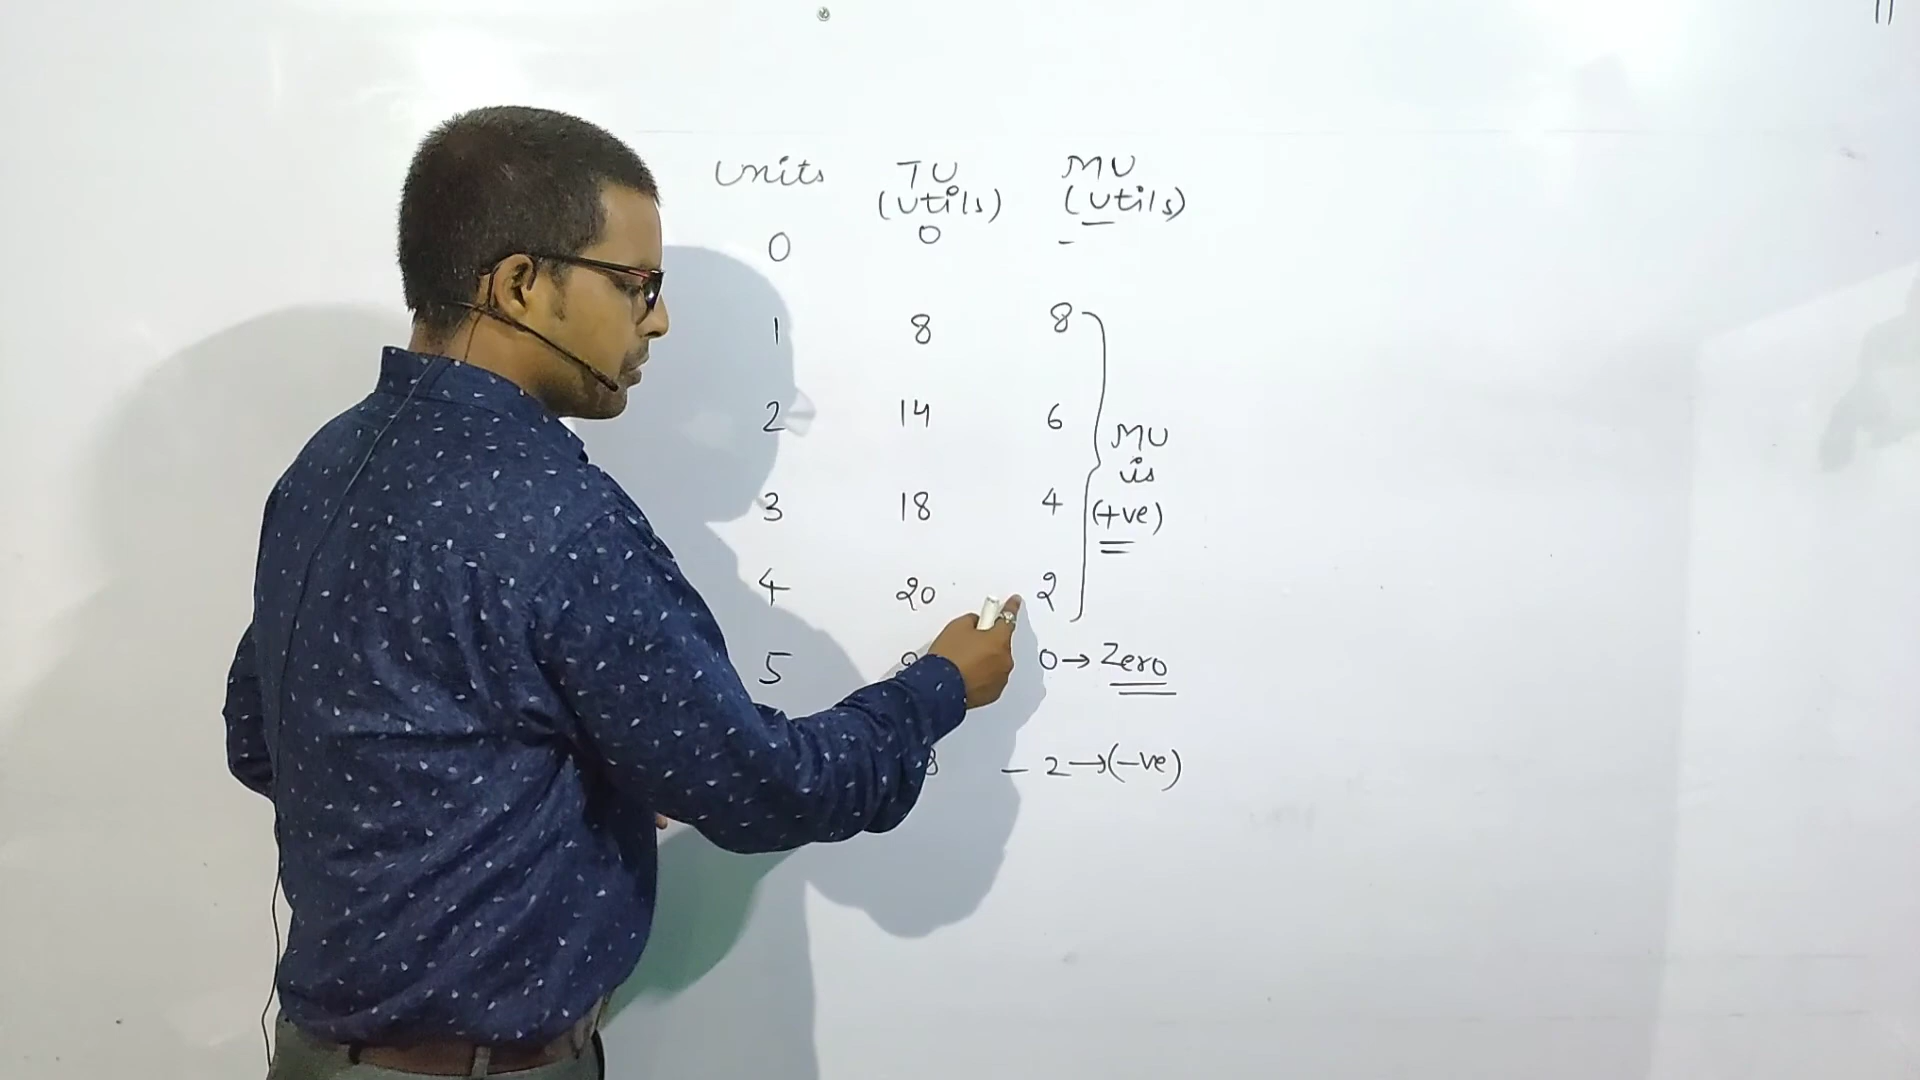 Units TU MU
(Utils) (Utils)
0 0 -
1 8 8
2 14 6 MU
is
3 18 4 (+ve)
4 20 2
5 0→ Zero
- 2→(-ve)